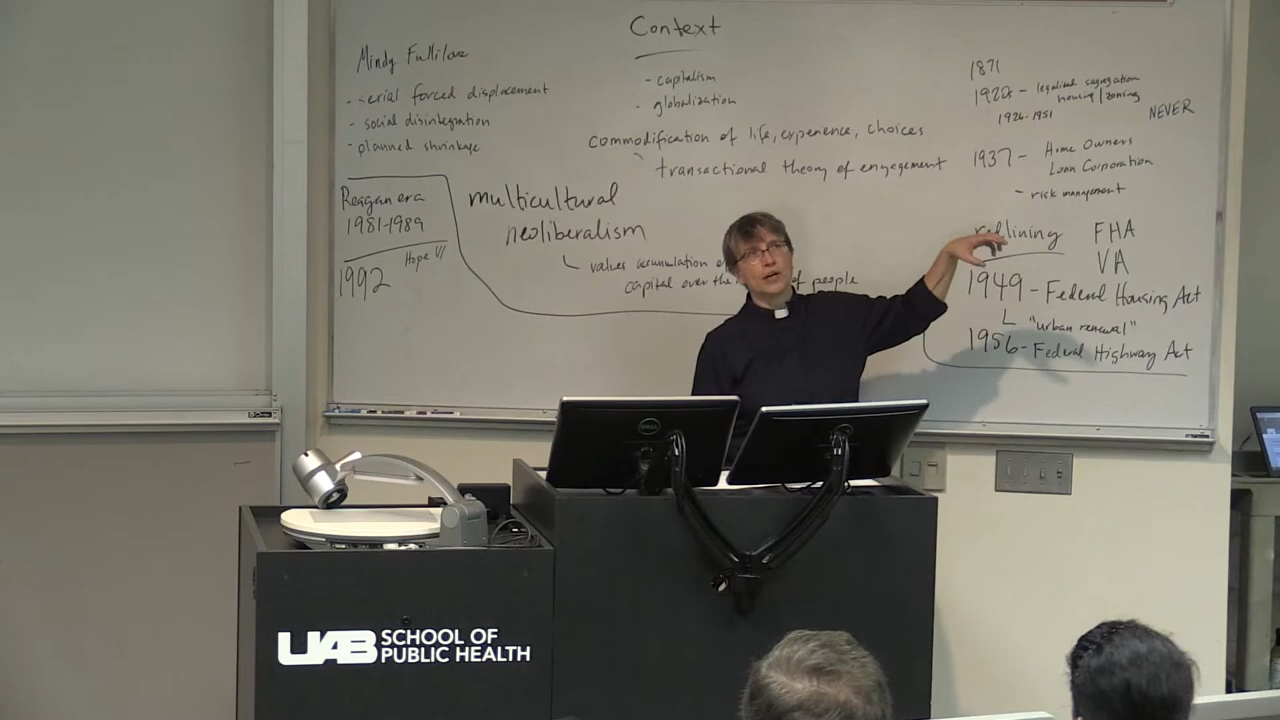 Context
- capitalism
- globalization
commodification of life, experience, choices
transactional theory of engagement
Mindy Fullilove
- serial forced displacement
- social disintegration
- planned shrinkage
Reagan era
1981-1989
Hope VI
1992
multicultural
neoliberalism
values accumulation
capital over the of people
1871
1920s - legalized segregation
housing/zoning
1926-1951
NEVER
1937 - Home Owners
Loan Corporation
- risk management
redlining FHA
VA
1949 - Federal Housing Act
"urban renewal"
1956 - Federal Highway Act
DELL
UAB SCHOOL OF
PUBLIC HEALTH